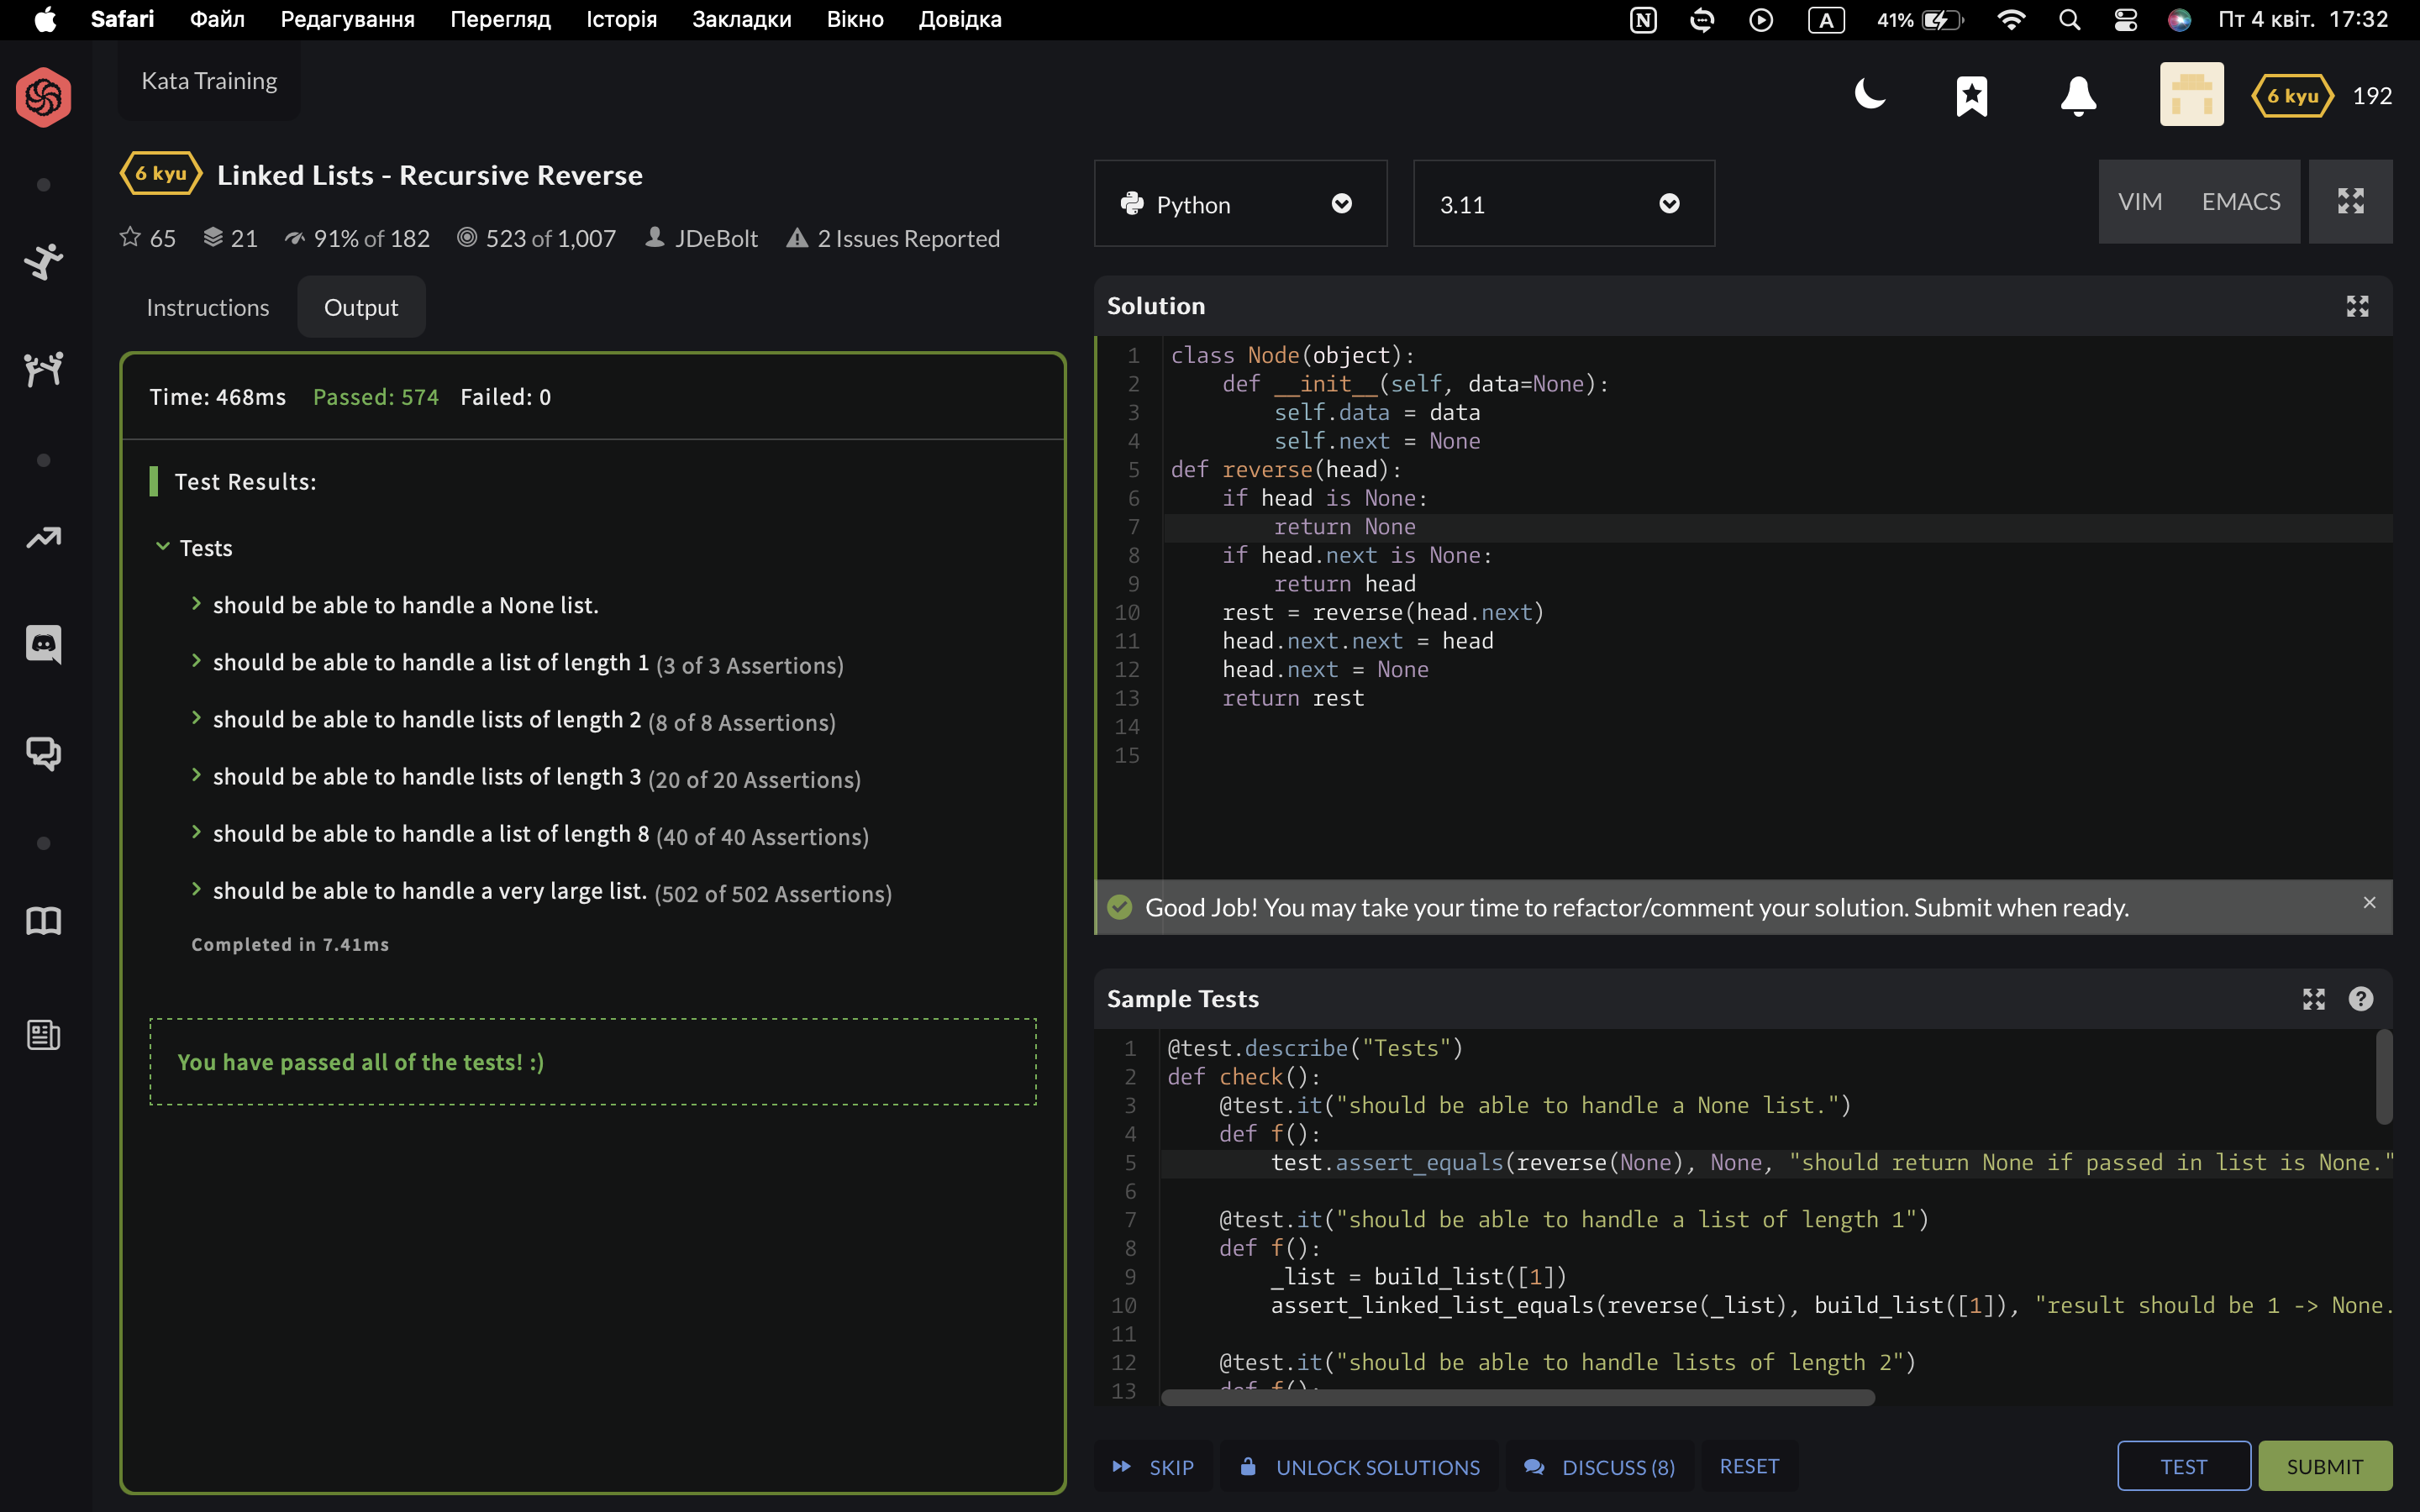 Safari Файл Редагування Перегляд Історія Закладки Вікно Довідка N A 41% Пт 4 квіт. 17:32
Kata Training
6 kyu 192
6 kyu Linked Lists - Recursive Reverse
65 21 91% of 182 523 of 1,007 JDeBolt 2 Issues Reported
Instructions Output
Time: 468ms Passed: 574 Failed: 0
Test Results:
Tests
should be able to handle a None list.
should be able to handle a list of length 1 (3 of 3 Assertions)
should be able to handle lists of length 2 (8 of 8 Assertions)
should be able to handle lists of length 3 (20 of 20 Assertions)
should be able to handle a list of length 8 (40 of 40 Assertions)
should be able to handle a very large list. (502 of 502 Assertions)
Completed in 7.41ms
You have passed all of the tests! :)
Python 3.11 VIM EMACS
Solution
1 class Node(object):
2 def __init__(self, data=None):
3 self.data = data
4 self.next = None
5 def reverse(head):
6 if head is None:
7 return None
8 if head.next is None:
9 return head
10 rest = reverse(head.next)
11 head.next.next = head
12 head.next = None
13 return rest
14
15
Good Job! You may take your time to refactor/comment your solution. Submit when ready.
Sample Tests
1 @test.describe("Tests")
2 def check():
3 @test.it("should be able to handle a None list.")
4 def f():
5 test.assert_equals(reverse(None), None, "should return None if passed in list is None."
6
7 @test.it("should be able to handle a list of length 1")
8 def f():
9 _list = build_list([1])
10 assert_linked_list_equals(reverse(_list), build_list([1]), "result should be 1 -> None.
11
12 @test.it("should be able to handle lists of length 2")
13 def f():
SKIP UNLOCK SOLUTIONS DISCUSS (8) RESET TEST SUBMIT